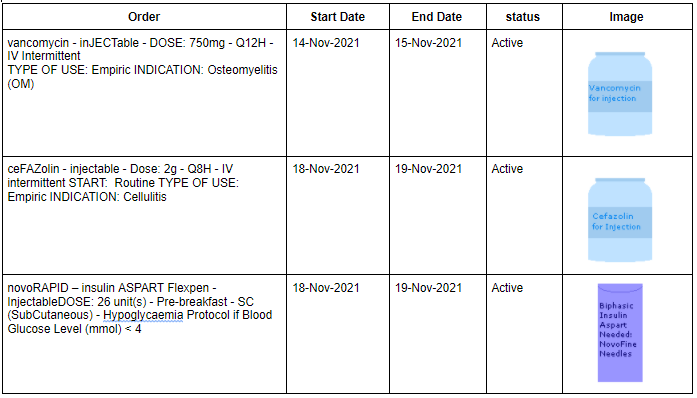 Order Start Date End Date status Image
vancomycin - inJECTable - DOSE: 750mg - Q12H -
IV Intermittent
TYPE OF USE: Empiric INDICATION: Osteomyelitis
(OM)
14-Nov-2021
15-Nov-2021
Active
Vancomycin
for injection
ceFAZolin - injectable - Dose: 2g - Q8H - IV
intermittent START: Routine TYPE OF USE:
Empiric INDICATION: Cellulitis
18-Nov-2021
19-Nov-2021
Active
Cefazolin
for Injection
novoRAPID – insulin ASPART Flexpen -
InjectableDOSE: 26 unit(s) - Pre-breakfast - SC
(SubCutaneous) - Hypoglycaemia Protocol if Blood
Glucose Level (mmol) < 4
18-Nov-2021
19-Nov-2021
Active
Biphasic
Insulin
Aspart
Needed:
NovoFine
Needles